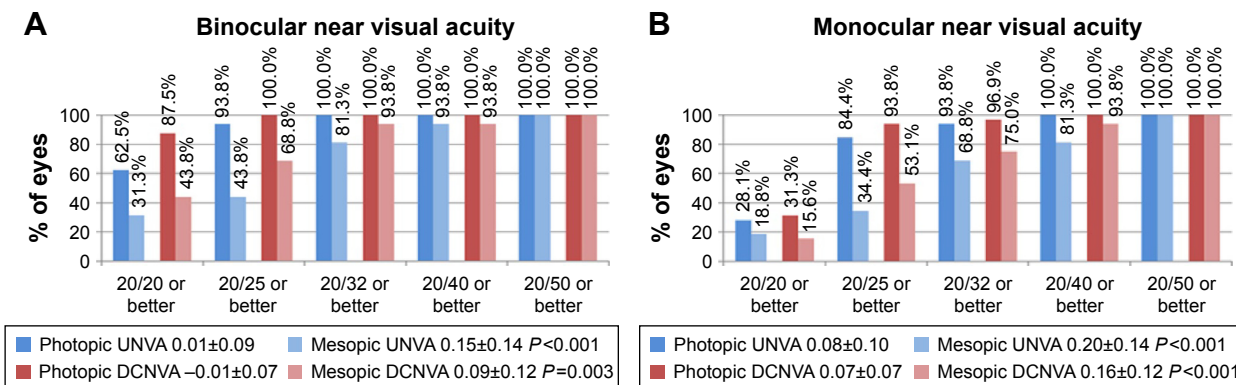 A
Binocular near visual acuity
% of eyes
100
80
60
40
20
0
62.5%
31.3%
87.5%
43.8%
93.8%
43.8%
100.0%
68.8%
100.0%
81.3%
100.0%
93.8%
100.0%
93.8%
100.0%
93.8%
100.0%
100.0%
100.0%
100.0%
20/20 or
better
20/25 or
better
20/32 or
better
20/40 or
better
20/50 or
better
Photopic UNVA 0.01±0.09
Mesopic UNVA 0.15±0.14 P<0.001
Photopic DCNVA –0.01±0.07
Mesopic DCNVA 0.09±0.12 P=0.003
B
Monocular near visual acuity
% of eyes
100
80
60
40
20
0
28.1%
18.8%
31.3%
15.6%
84.4%
34.4%
93.8%
53.1%
93.8%
68.8%
96.9%
75.0%
100.0%
81.3%
100.0%
93.8%
100.0%
100.0%
100.0%
100.0%
20/20 or
better
20/25 or
better
20/32 or
better
20/40 or
better
20/50 or
better
Photopic UNVA 0.08±0.10
Mesopic UNVA 0.20±0.14 P<0.001
Photopic DCNVA 0.07±0.07
Mesopic DCNVA 0.16±0.12 P<0.001